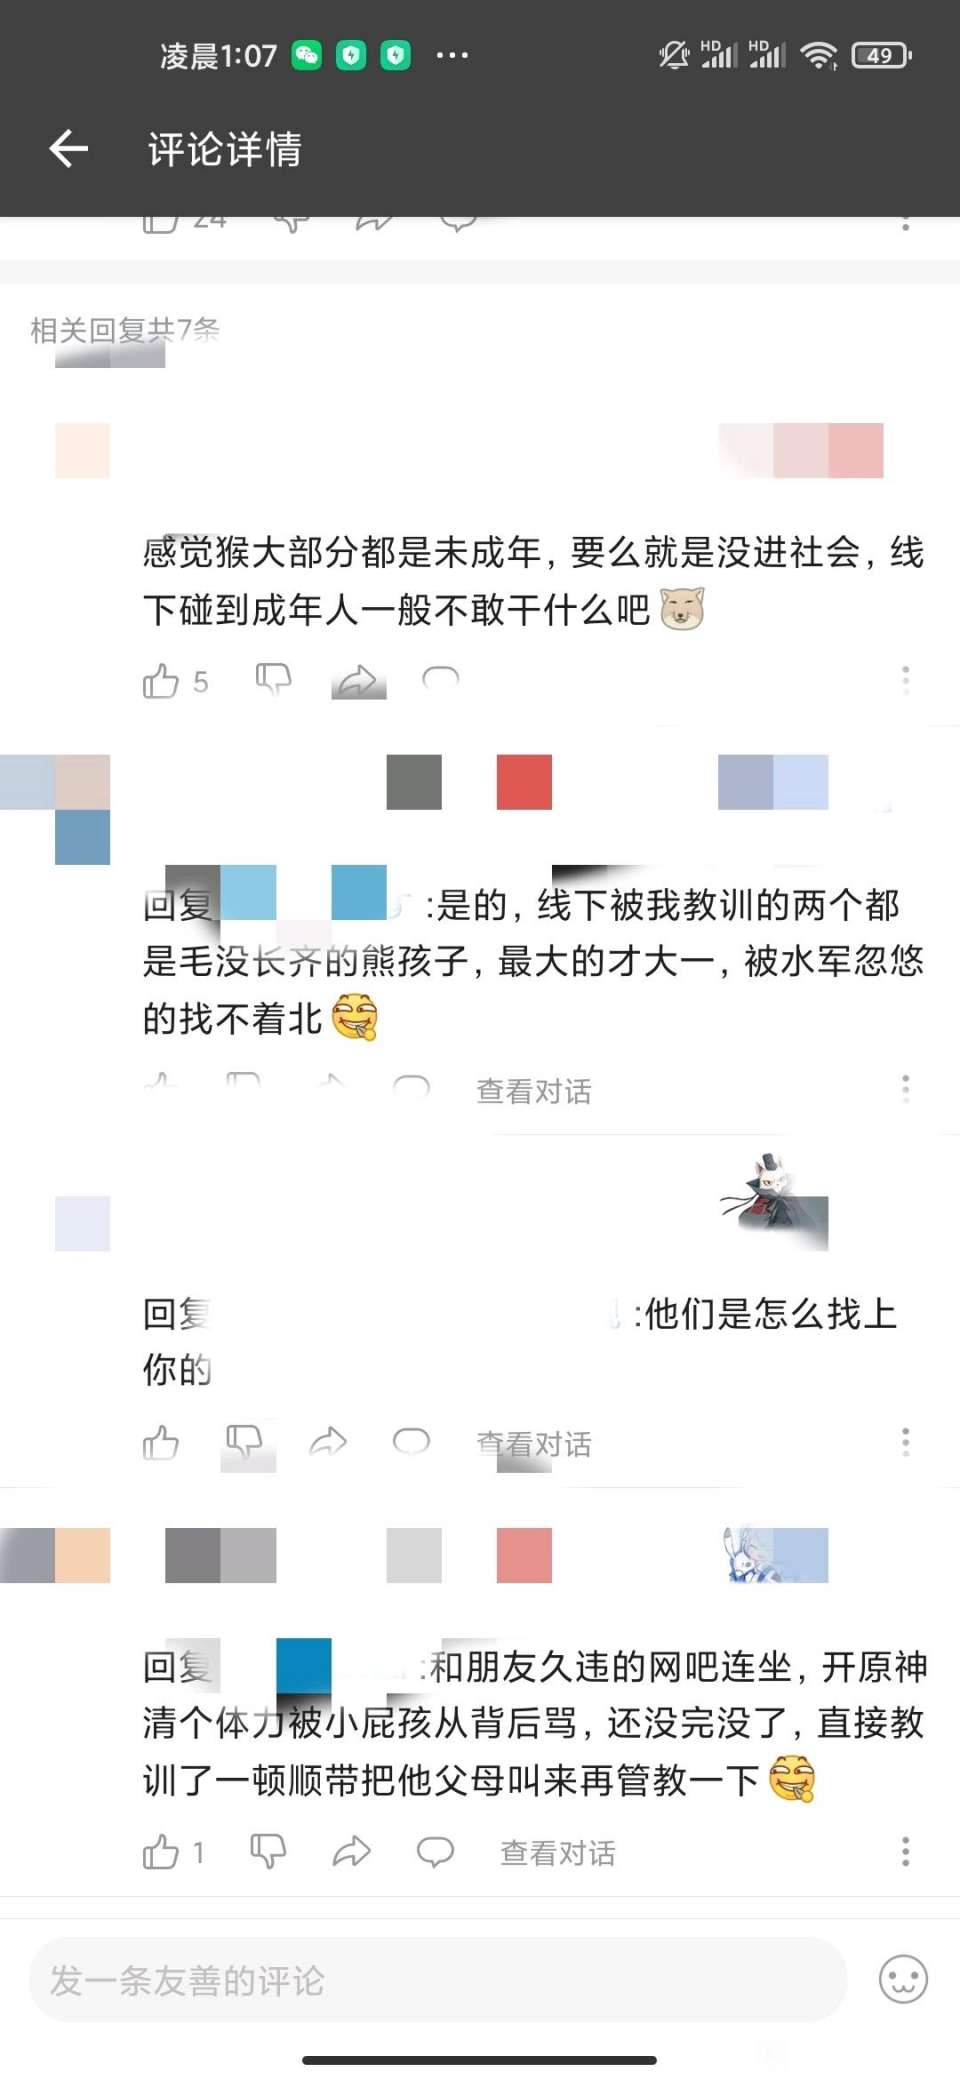 凌晨1:07
HD
HD
49
评论详情
24
相关回复共7条
感觉猴大部分都是未成年, 要么就是没进社会, 线
下碰到成年人一般不敢干什么吧
5
回复
:是的, 线下被我教训的两个都
是毛没长齐的熊孩子, 最大的才大一, 被水军忽悠
的找不着北
查看对话
回复
:他们是怎么找上
你的
查看对话
回复
:和朋友久违的网吧连坐, 开原神
清个体力被小屁孩从背后骂, 还没完没了, 直接教
训了一顿顺带把他父母叫来再管教一下
1
查看对话
发一条友善的评论